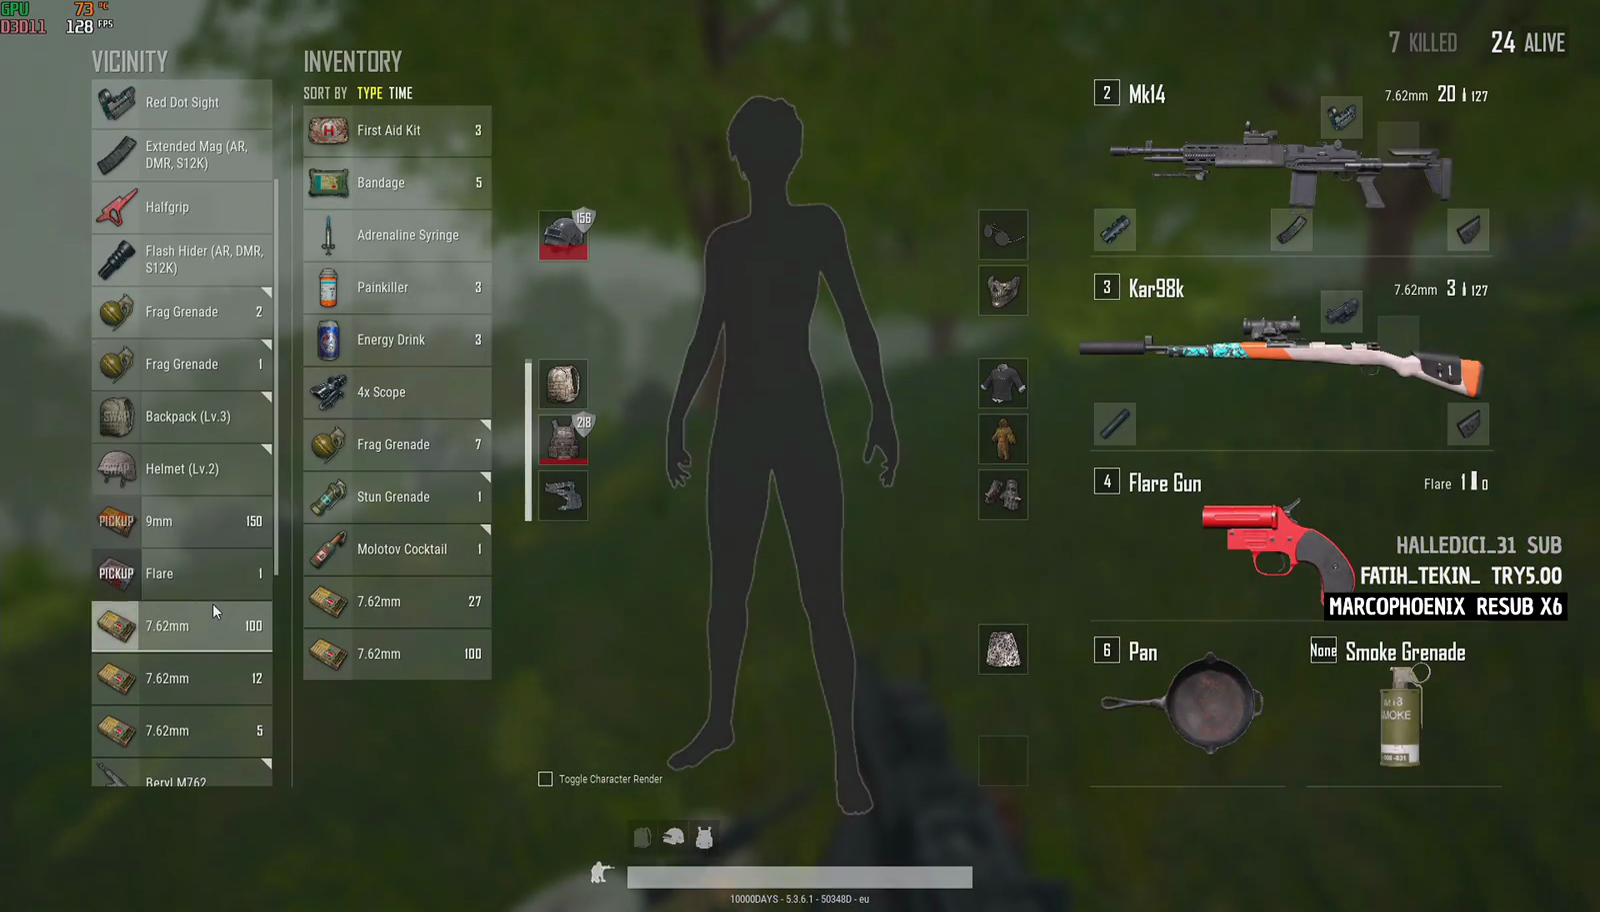 GPU 73 °C
D3D11 128 FPS
7 KILLED 24 ALIVE
VICINITY
Red Dot Sight
Extended Mag (AR,
DMR, S12K)
Halfgrip
Flash Hider (AR, DMR,
S12K)
Frag Grenade 2
Frag Grenade 1
SWAP Backpack (Lv.3)
SWAP Helmet (Lv.2)
PICKUP 9mm 150
PICKUP Flare 1
7.62mm 100
7.62mm 12
7.62mm 5
Beryl M762
INVENTORY
SORT BY TYPE TIME
First Aid Kit 3
Bandage 5
Adrenaline Syringe
Painkiller 3
Energy Drink 3
4x Scope
Frag Grenade 7
Stun Grenade 1
Molotov Cocktail 1
7.62mm 27
7.62mm 100
156
218
Toggle Character Render
2 Mk14 7.62mm 20 127
3 Kar98k 7.62mm 3 127
1
4 Flare Gun Flare 1 0
HALLEDICI_31 SUB
FATIH_TEKIN_ TRY5.00
MARCOPHOENIX RESUB X6
6 Pan
None Smoke Grenade
M18
SMOKE
10000DAYS - 5.3.6.1 - 50348D - eu